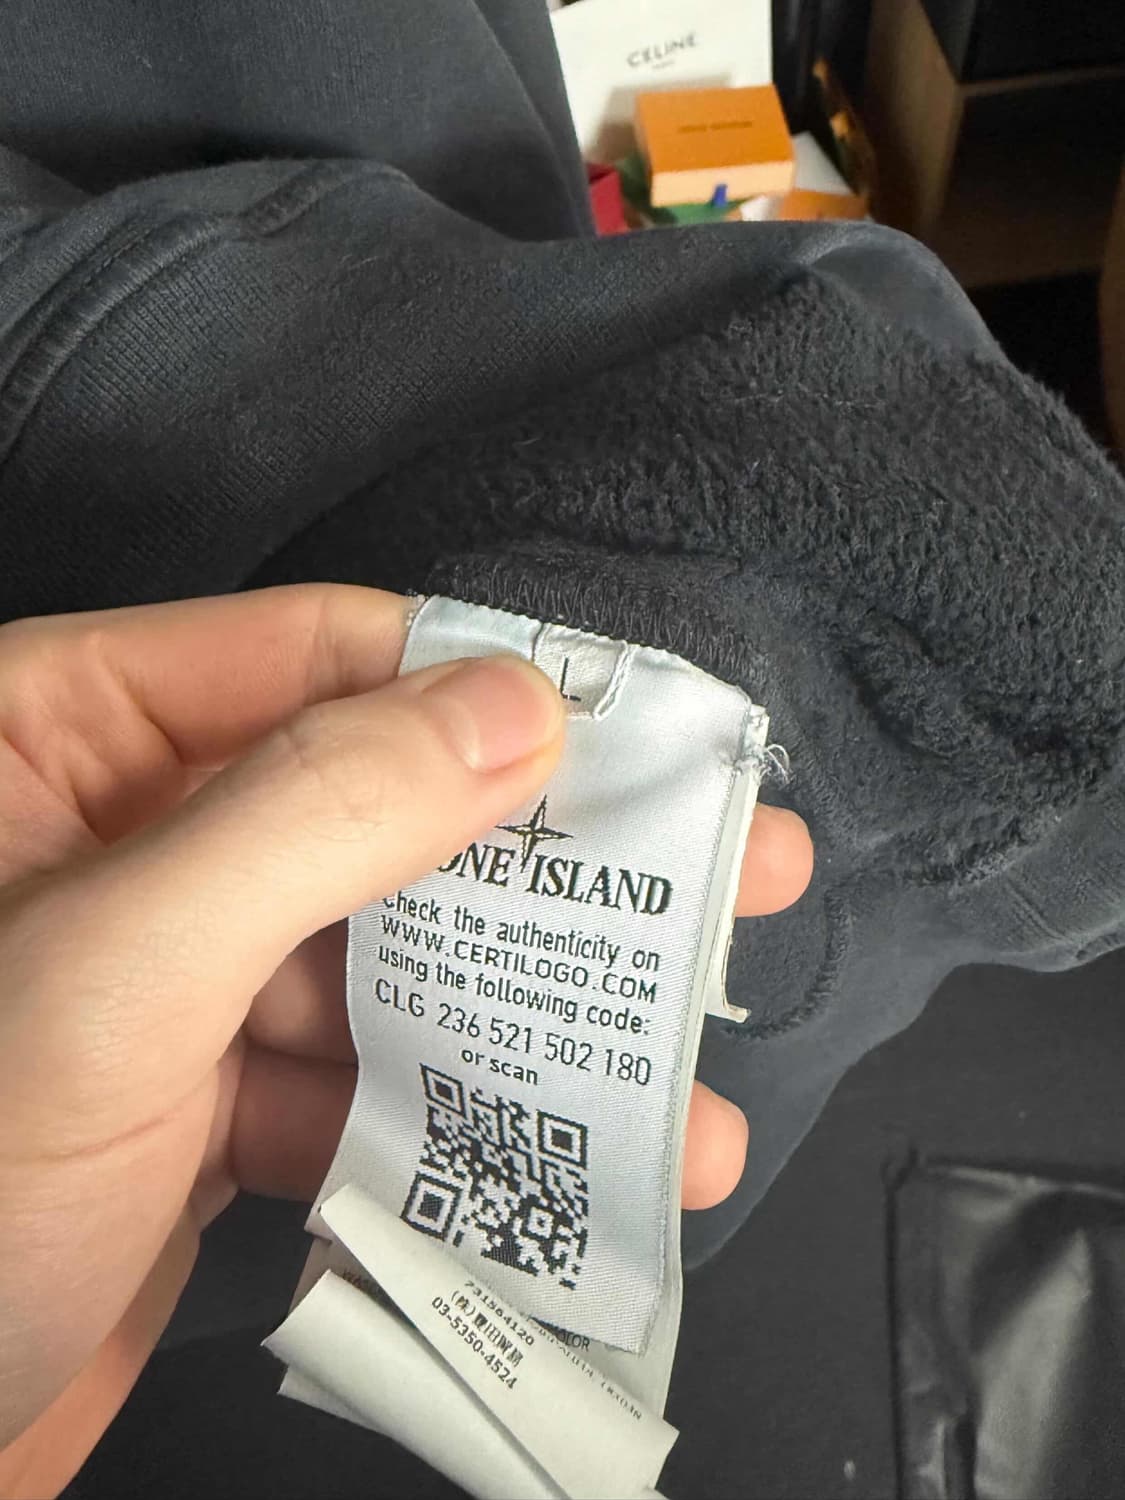 CELINE
L
ONE ISLAND
Check the authenticity on
WWW.CERTILOGO.COM
using the following code:
CLG 236 521 502 180
or scan
731564120
03-5350-4524